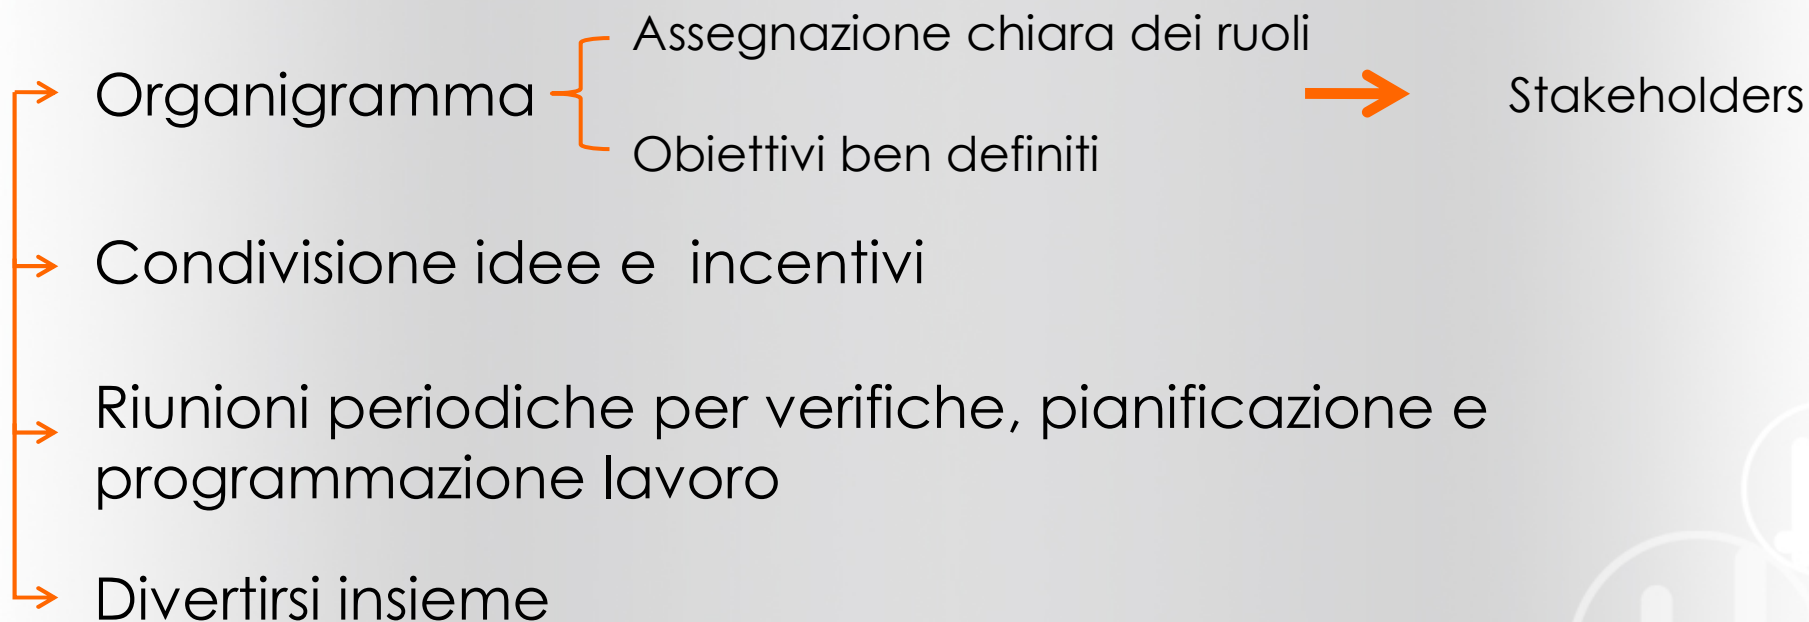 Assegnazione chiara dei ruoli
Organigramma
Stakeholders
Obiettivi ben definiti
Condivisione idee e  incentivi
Riunioni periodiche per verifiche, pianificazione e
programmazione lavoro
Divertirsi insieme